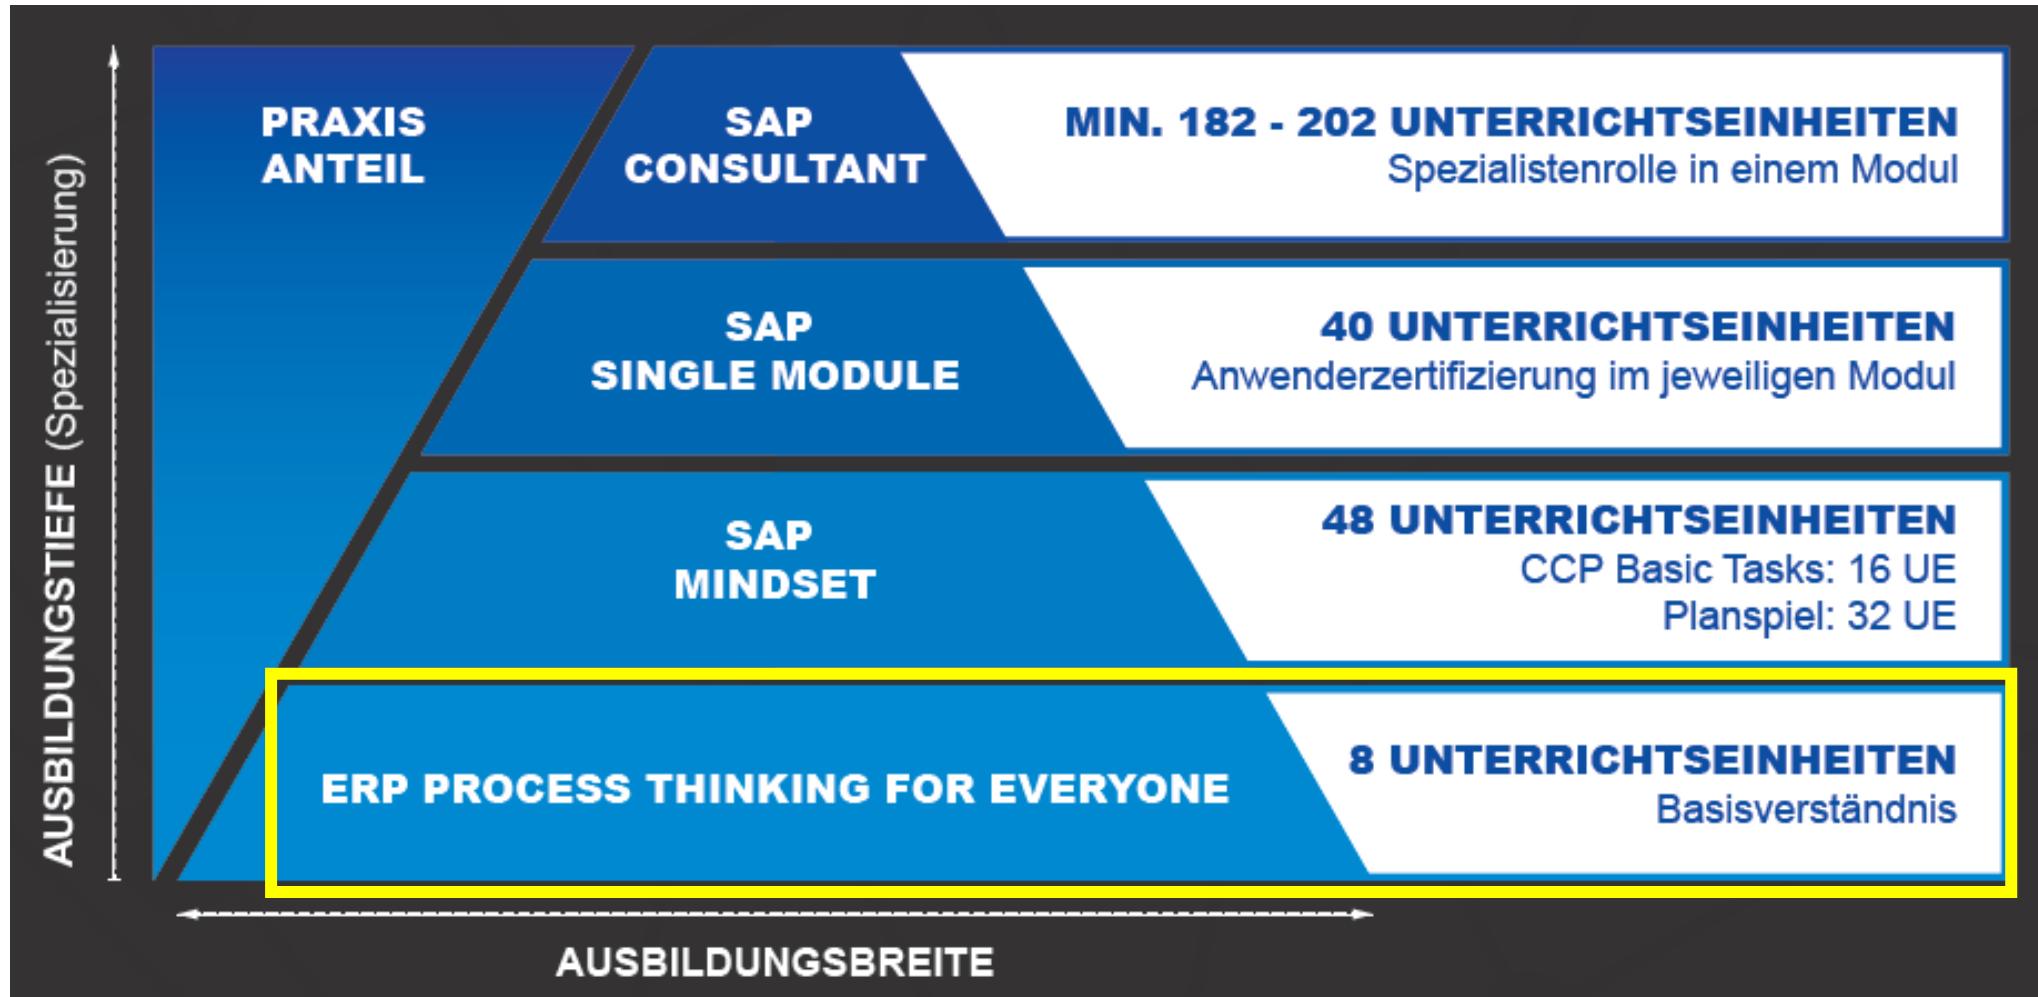 PRAXIS
ANTEIL
SAP
CONSULTANT
MIN. 182 - 202 UNTERRICHTSEINHEITEN
Spezialistenrolle in einem Modul
SAP
SINGLE MODULE
40 UNTERRICHTSEINHEITEN
Anwenderzertifizierung im jeweiligen Modul
SAP
MINDSET
48 UNTERRICHTSEINHEITEN
CCP Basic Tasks: 16 UE
Planspiel: 32 UE
ERP PROCESS THINKING FOR EVERYONE
8 UNTERRICHTSEINHEITEN
Basisverständnis
AUSBILDUNGSTIEFE (Spezialisierung)
AUSBILDUNGSBREITE